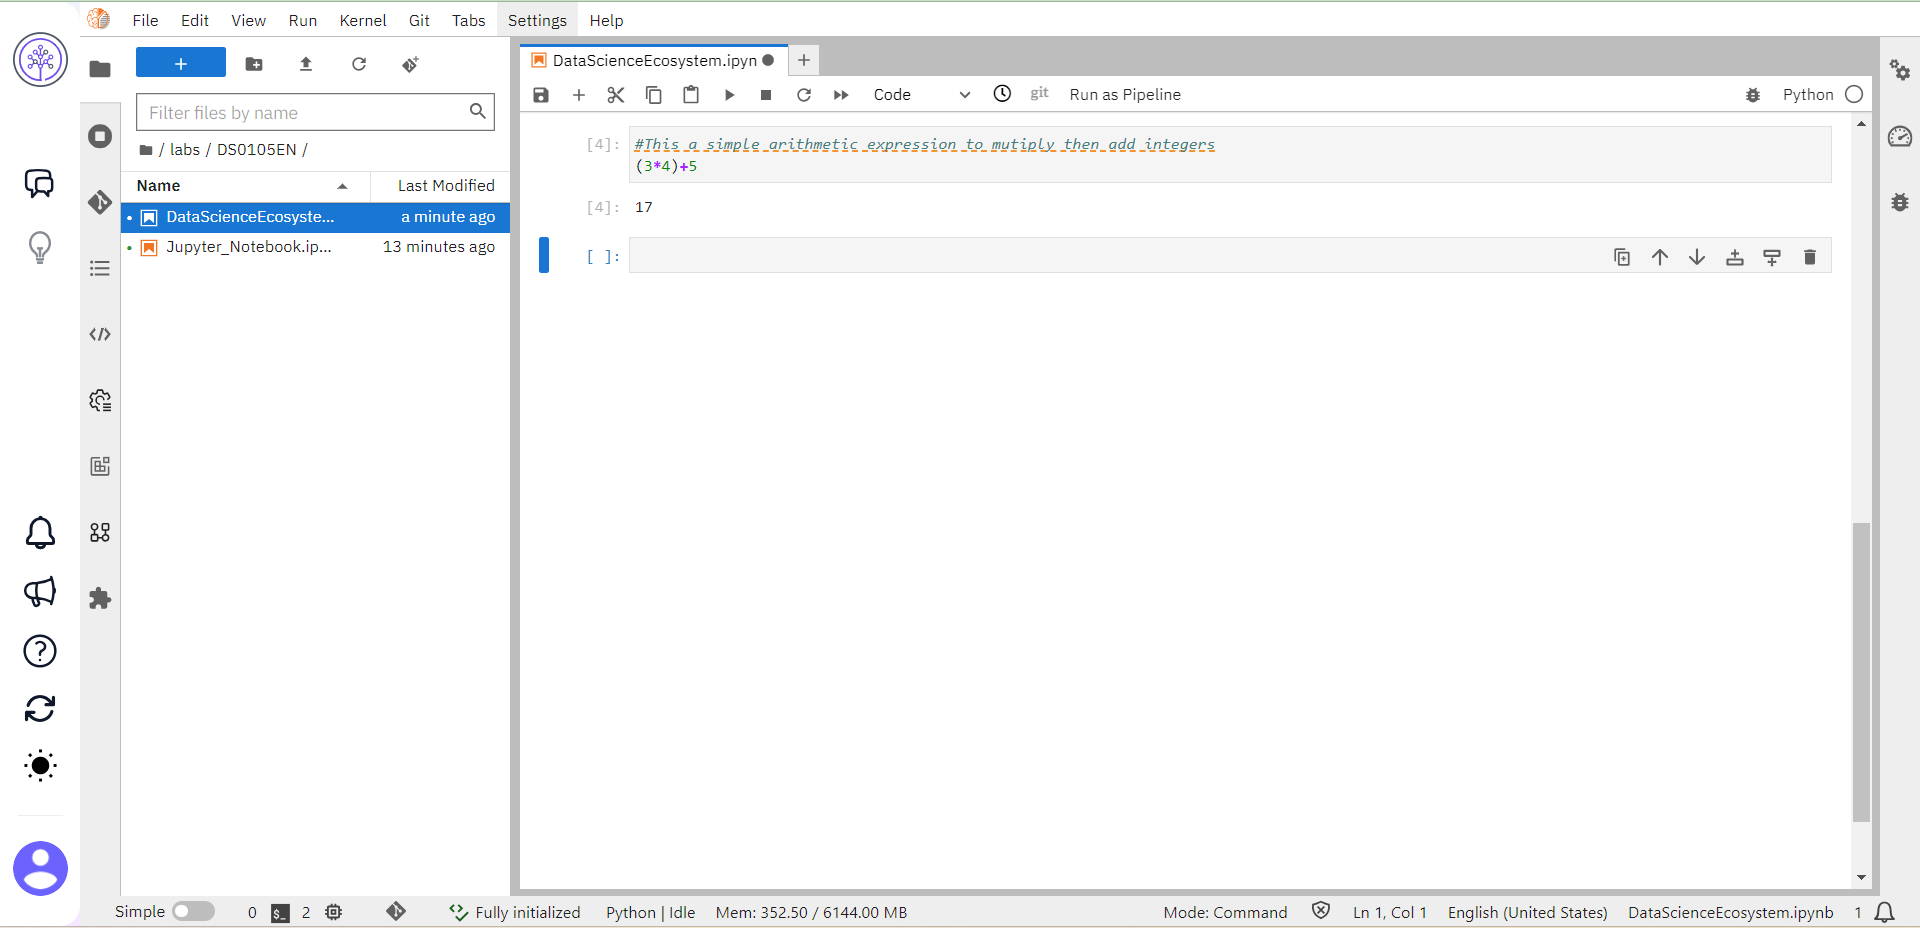 File Edit View Run Kernel Git Tabs Settings Help
Filter files by name
/ labs / DS0105EN /
Name Last Modified
DataScienceEcosyste... a minute ago
Jupyter_Notebook.ip... 13 minutes ago
DataScienceEcosystem.ipyn
Code git Run as Pipeline Python
[4]: #This a simple arithmetic expression to mutiply then add integers
(3*4)+5
[4]: 17
[ ]:
Simple 0 $_ 2 Fully initialized Python | Idle Mem: 352.50 / 6144.00 MB Mode: Command Ln 1, Col 1 English (United States) DataScienceEcosystem.ipynb 1